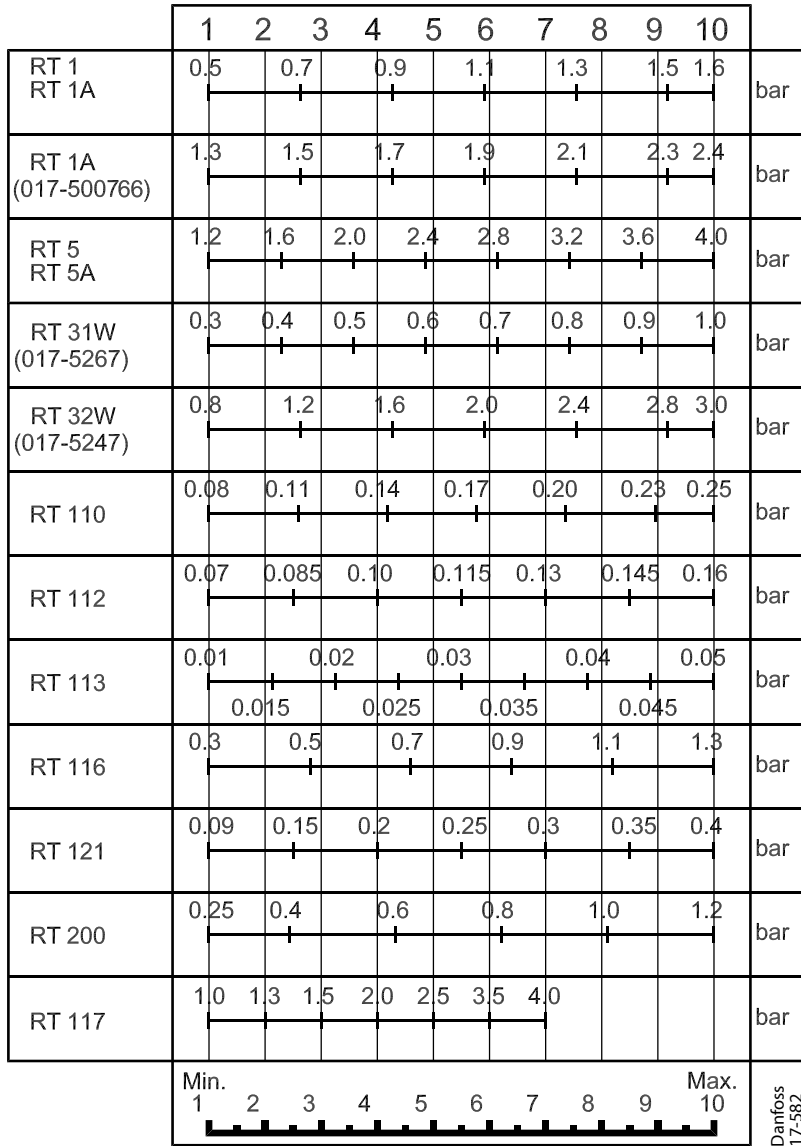 1 2 3 4 5 6 7 8 9 10
RT 1
RT 1A
0.5 0.7 0.9 1.1 1.3 1.5 1.6
bar
RT 1A
(017-500766)
1.3 1.5 1.7 1.9 2.1 2.3 2.4
bar
RT 5
RT 5A
1.2 1.6 2.0 2.4 2.8 3.2 3.6 4.0
bar
RT 31W
(017-5267)
0.3 0.4 0.5 0.6 0.7 0.8 0.9 1.0
bar
RT 32W
(017-5247)
0.8 1.2 1.6 2.0 2.4 2.8 3.0
bar
RT 110
0.08 0.11 0.14 0.17 0.20 0.23 0.25
bar
RT 112
0.07 0.085 0.10 0.115 0.13 0.145 0.16
bar
RT 113
0.01 0.02 0.03 0.04 0.05
0.015 0.025 0.035 0.045
bar
RT 116
0.3 0.5 0.7 0.9 1.1 1.3
bar
RT 121
0.09 0.15 0.2 0.25 0.3 0.35 0.4
bar
RT 200
0.25 0.4 0.6 0.8 1.0 1.2
bar
RT 117
1.0 1.3 1.5 2.0 2.5 3.5 4.0
bar
Min. Max.
1 2 3 4 5 6 7 8 9 10
Danfoss
17-582